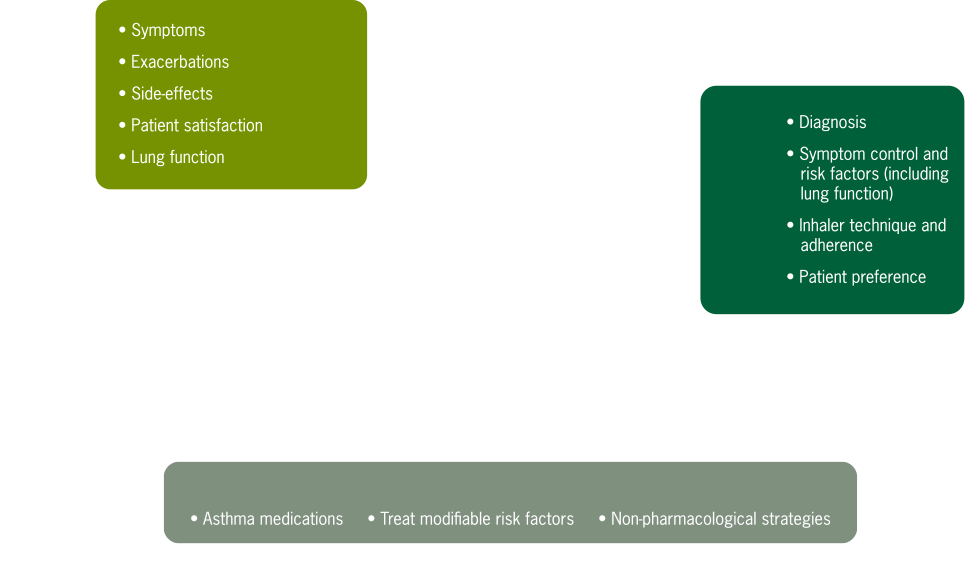 • Symptoms
• Exacerbations
• Side-effects
• Patient satisfaction
• Lung function
• Diagnosis
• Symptom control and
risk factors (including
lung function)
• Inhaler technique and
adherence
• Patient preference
• Asthma medications • Treat modifiable risk factors • Non-pharmacological strategies